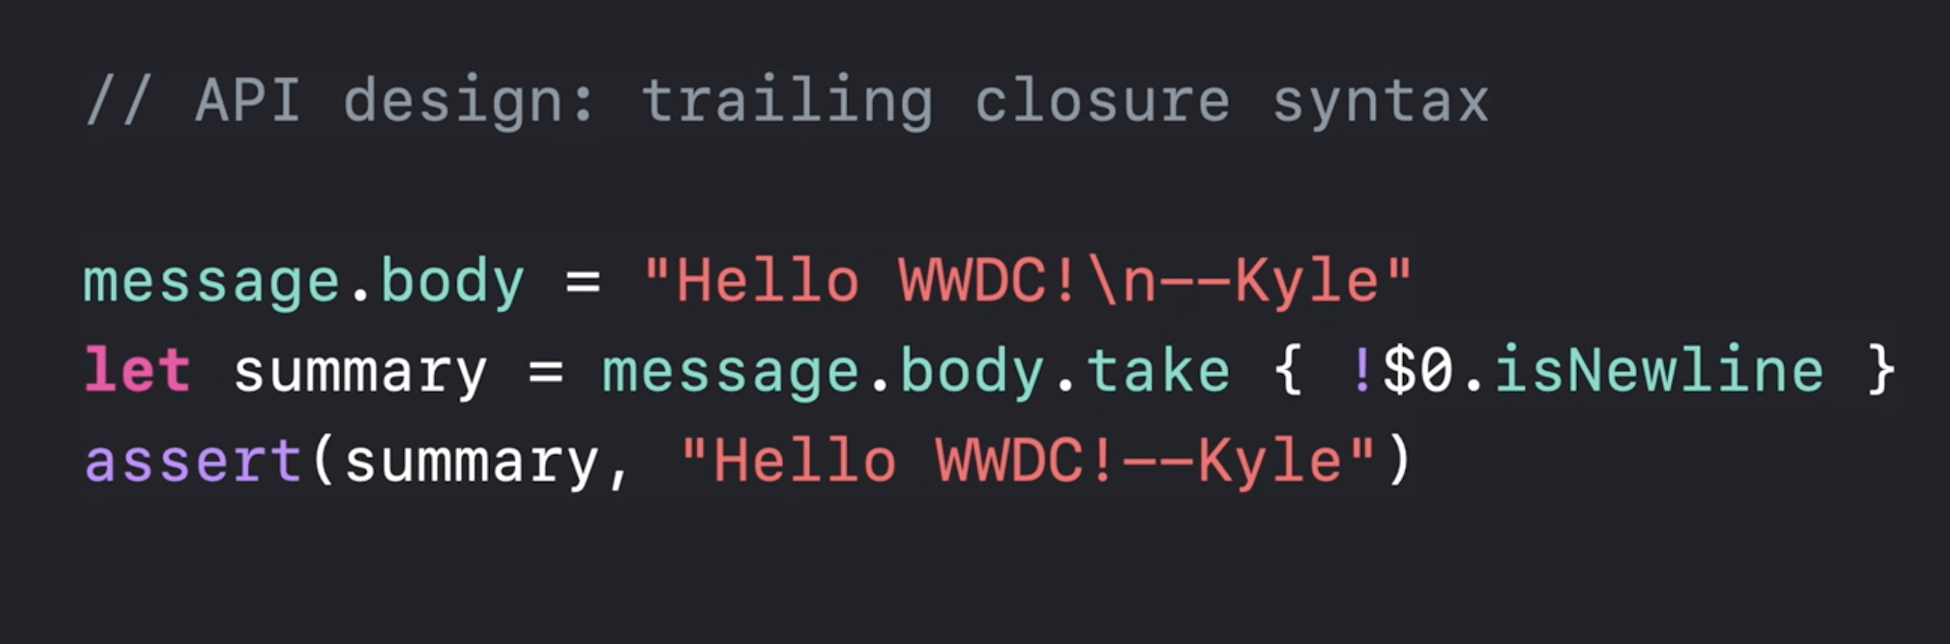 // API design: trailing closure syntax
message.body = "Hello WWDC!\n--Kyle"
let summary = message.body.take { !$0.isNewline }
assert(summary, "Hello WWDC!--Kyle")